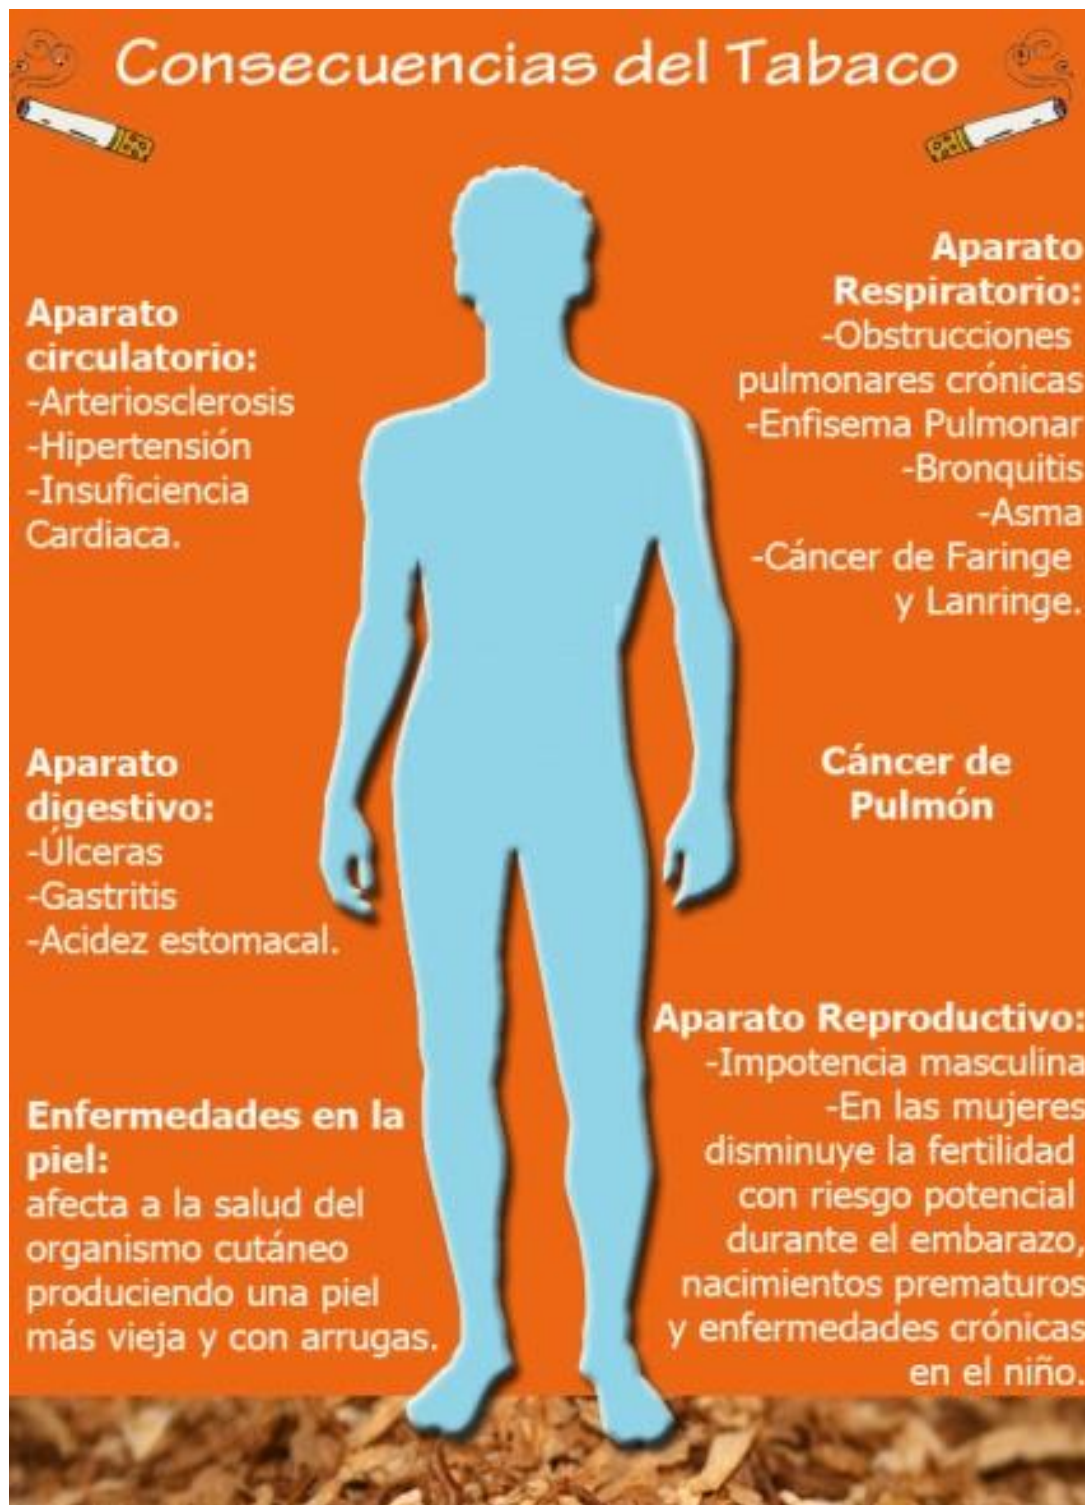 Consecuencias del Tabaco
Aparato
circulatorio:
-Arteriosclerosis
-Hipertensión
-Insuficiencia
Cardiaca.
Aparato
digestivo:
-Úlceras
-Gastritis
-Acidez estomacal.
Enfermedades en la
piel:
afecta a la salud del
organismo cutáneo
produciendo una piel
más vieja y con arrugas.
Aparato
Respiratorio:
-Obstrucciones
pulmonares crónicas
-Enfisema Pulmonar
-Bronquitis
-Asma
-Cáncer de Faringe
y Lanringe.
Cáncer de
Pulmón
Aparato Reproductivo:
-Impotencia masculina
-En las mujeres
disminuye la fertilidad
con riesgo potencial
durante el embarazo,
nacimientos prematuros
y enfermedades crónicas
en el niño.